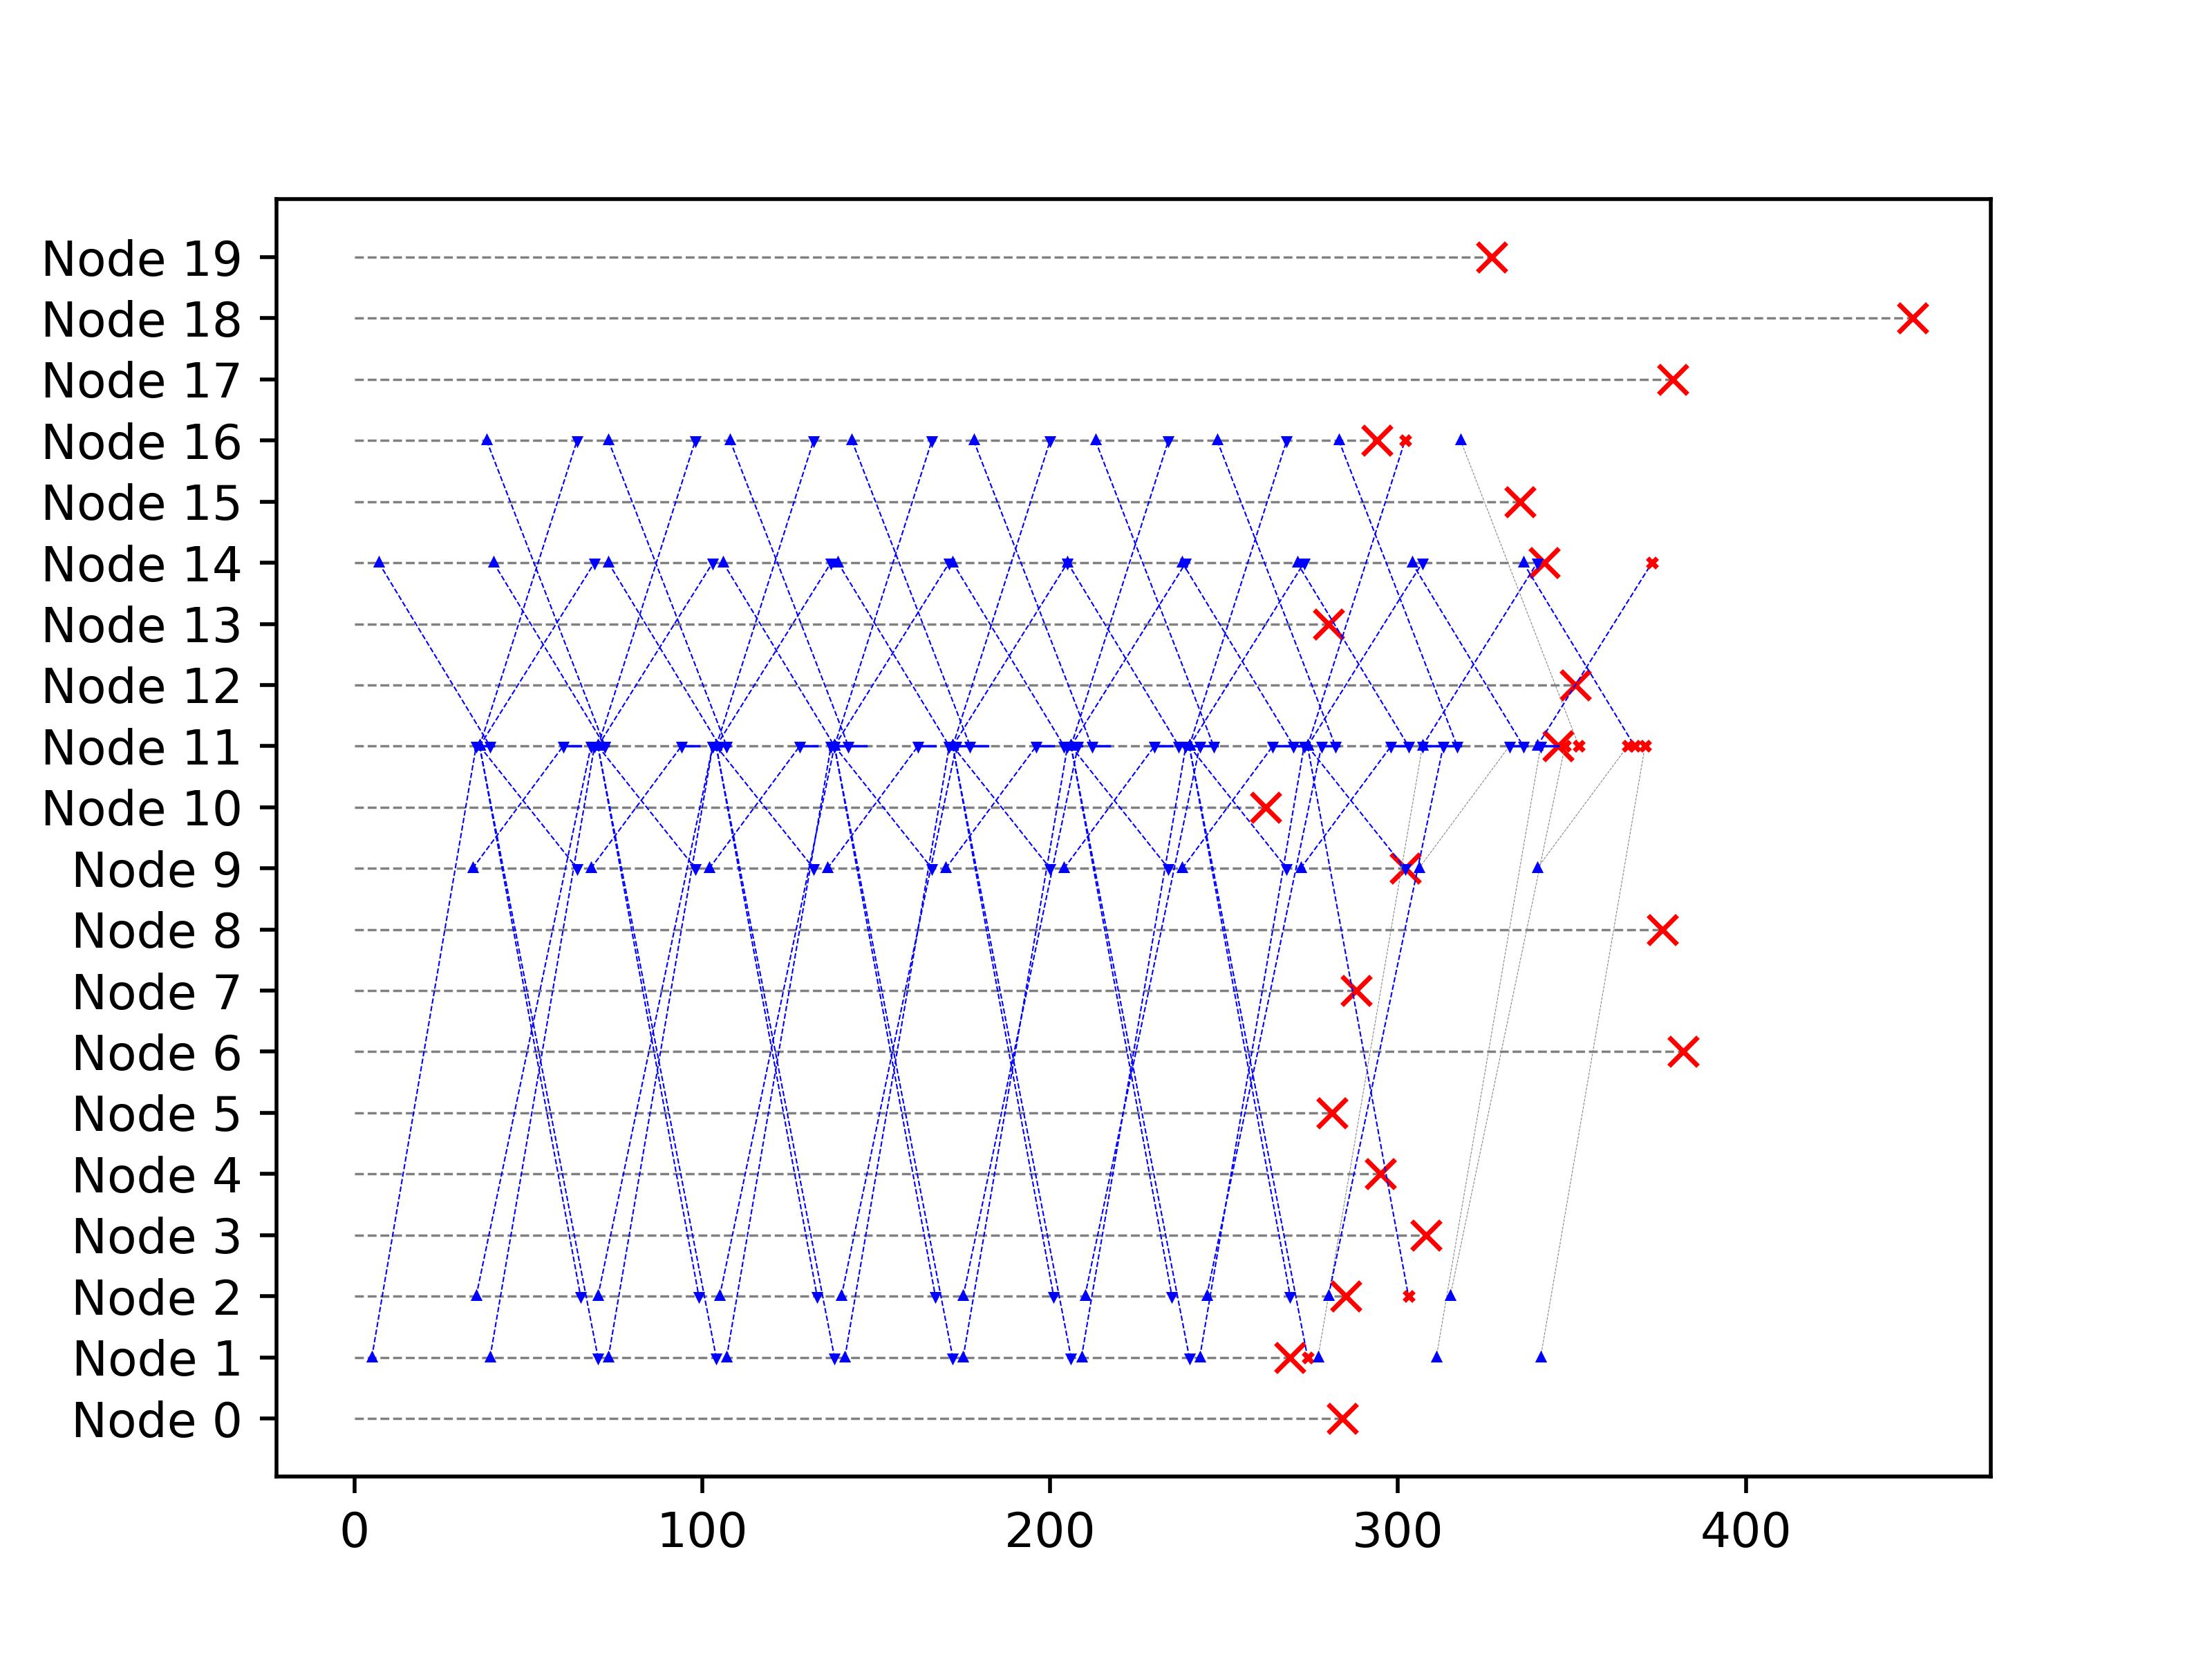 Node 19
Node 18
Node 17
Node 16
Node 15
Node 14
Node 13
Node 12
Node 11
Node 10
Node 9
Node 8
Node 7
Node 6
Node 5
Node 4
Node 3
Node 2
Node 1
Node 0
0 100 200 300 400